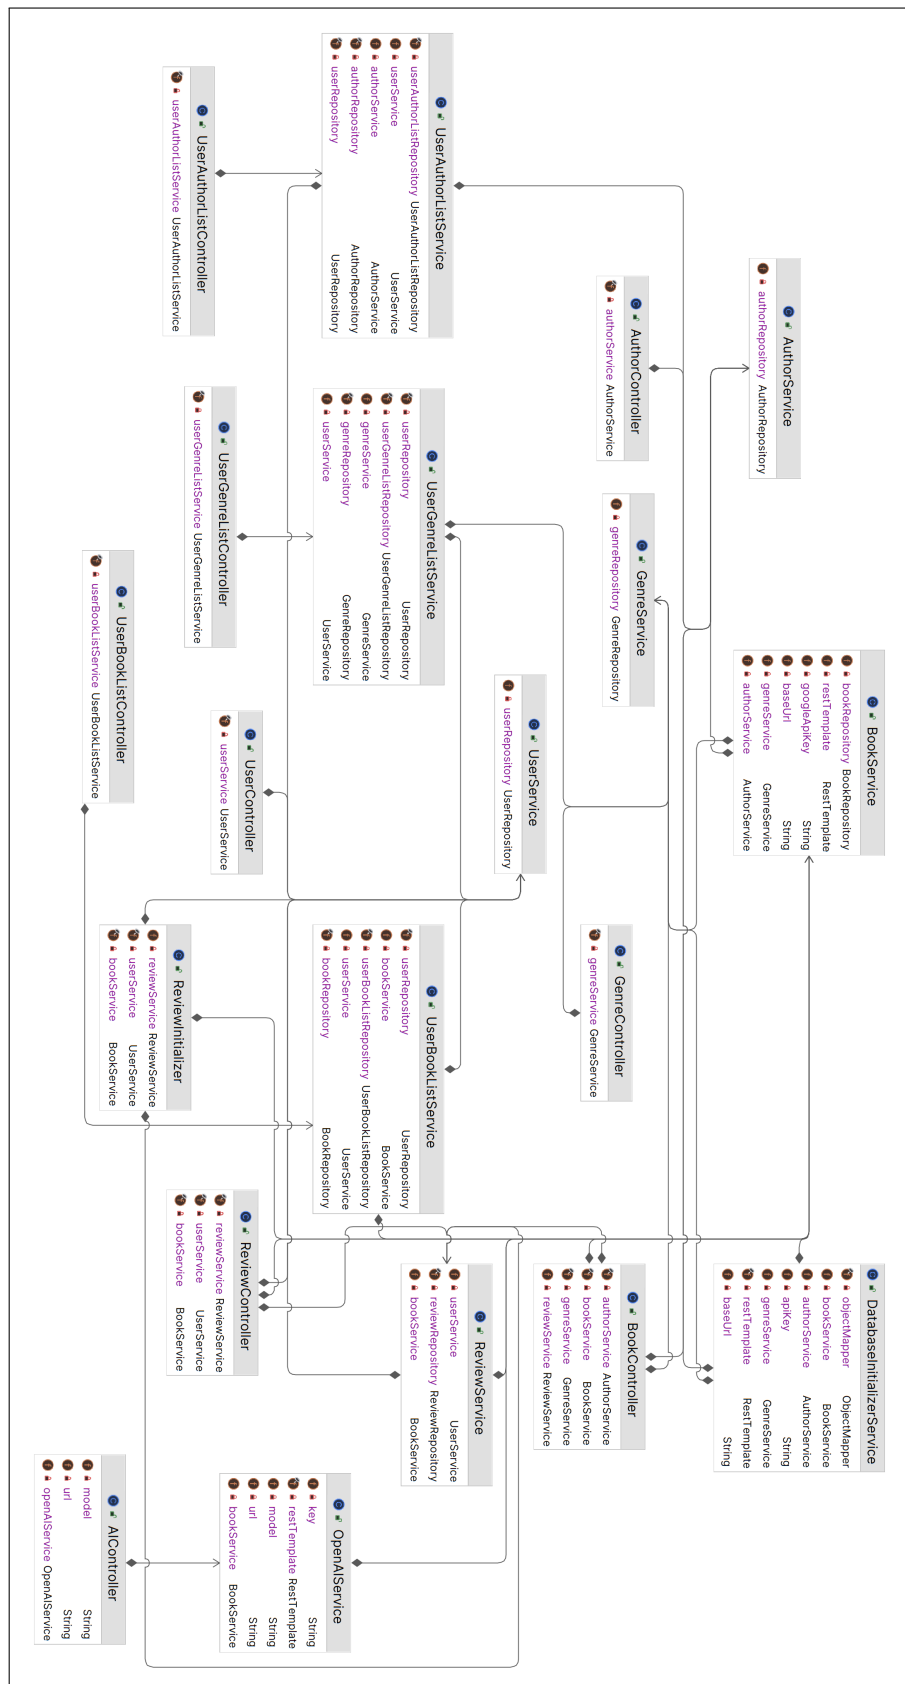 AuthorService
authorRepository AuthorRepository
BookService
bookRepository BookRepository
restTemplate RestTemplate
googleApiKey String
baseUrl String
genreService GenreService
authorService AuthorService
DatabaseInitializerService
objectMapper ObjectMapper
bookService BookService
authorService AuthorService
apiKey String
genreService GenreService
restTemplate RestTemplate
baseUrl String
AuthorController
authorService AuthorService
GenreService
genreRepository GenreRepository
GenreController
genreService GenreService
BookController
authorService AuthorService
bookService BookService
genreService GenreService
reviewService ReviewService
UserService
userRepository UserRepository
ReviewService
userService UserService
reviewRepository ReviewRepository
bookService BookService
UserAuthorListService
userAuthorListRepository UserAuthorListRepository
userService UserService
authorService AuthorService
authorRepository AuthorRepository
userRepository UserRepository
UserGenreListService
userRepository UserRepository
userGenreListRepository UserGenreListRepository
genreService GenreService
genreRepository GenreRepository
userService UserService
UserBookListService
userRepository UserRepository
bookService BookService
userBookListRepository UserBookListRepository
userService UserService
bookRepository BookRepository
OpenAIService
key String
restTemplate RestTemplate
model String
url String
bookService BookService
UserAuthorListController
userAuthorListService UserAuthorListService
UserGenreListController
userGenreListService UserGenreListService
UserController
userService UserService
ReviewController
reviewService ReviewService
userService UserService
bookService BookService
ReviewInitializer
reviewService ReviewService
userService UserService
bookService BookService
UserBookListController
userBookListService UserBookListService
AIController
model String
url String
openAIService OpenAIService